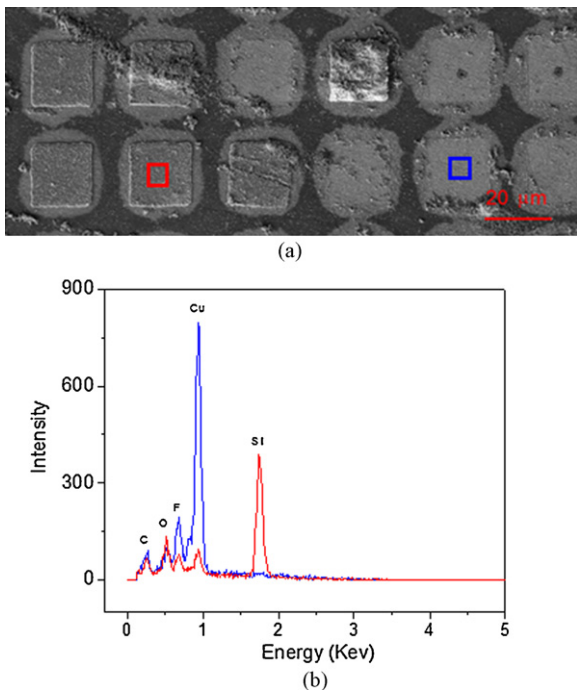 20 µm
(a)
900
600
300
0
Intensity
Cu
SI
F
O
C
0 1 2 3 4 5
Energy (Kev)
(b)